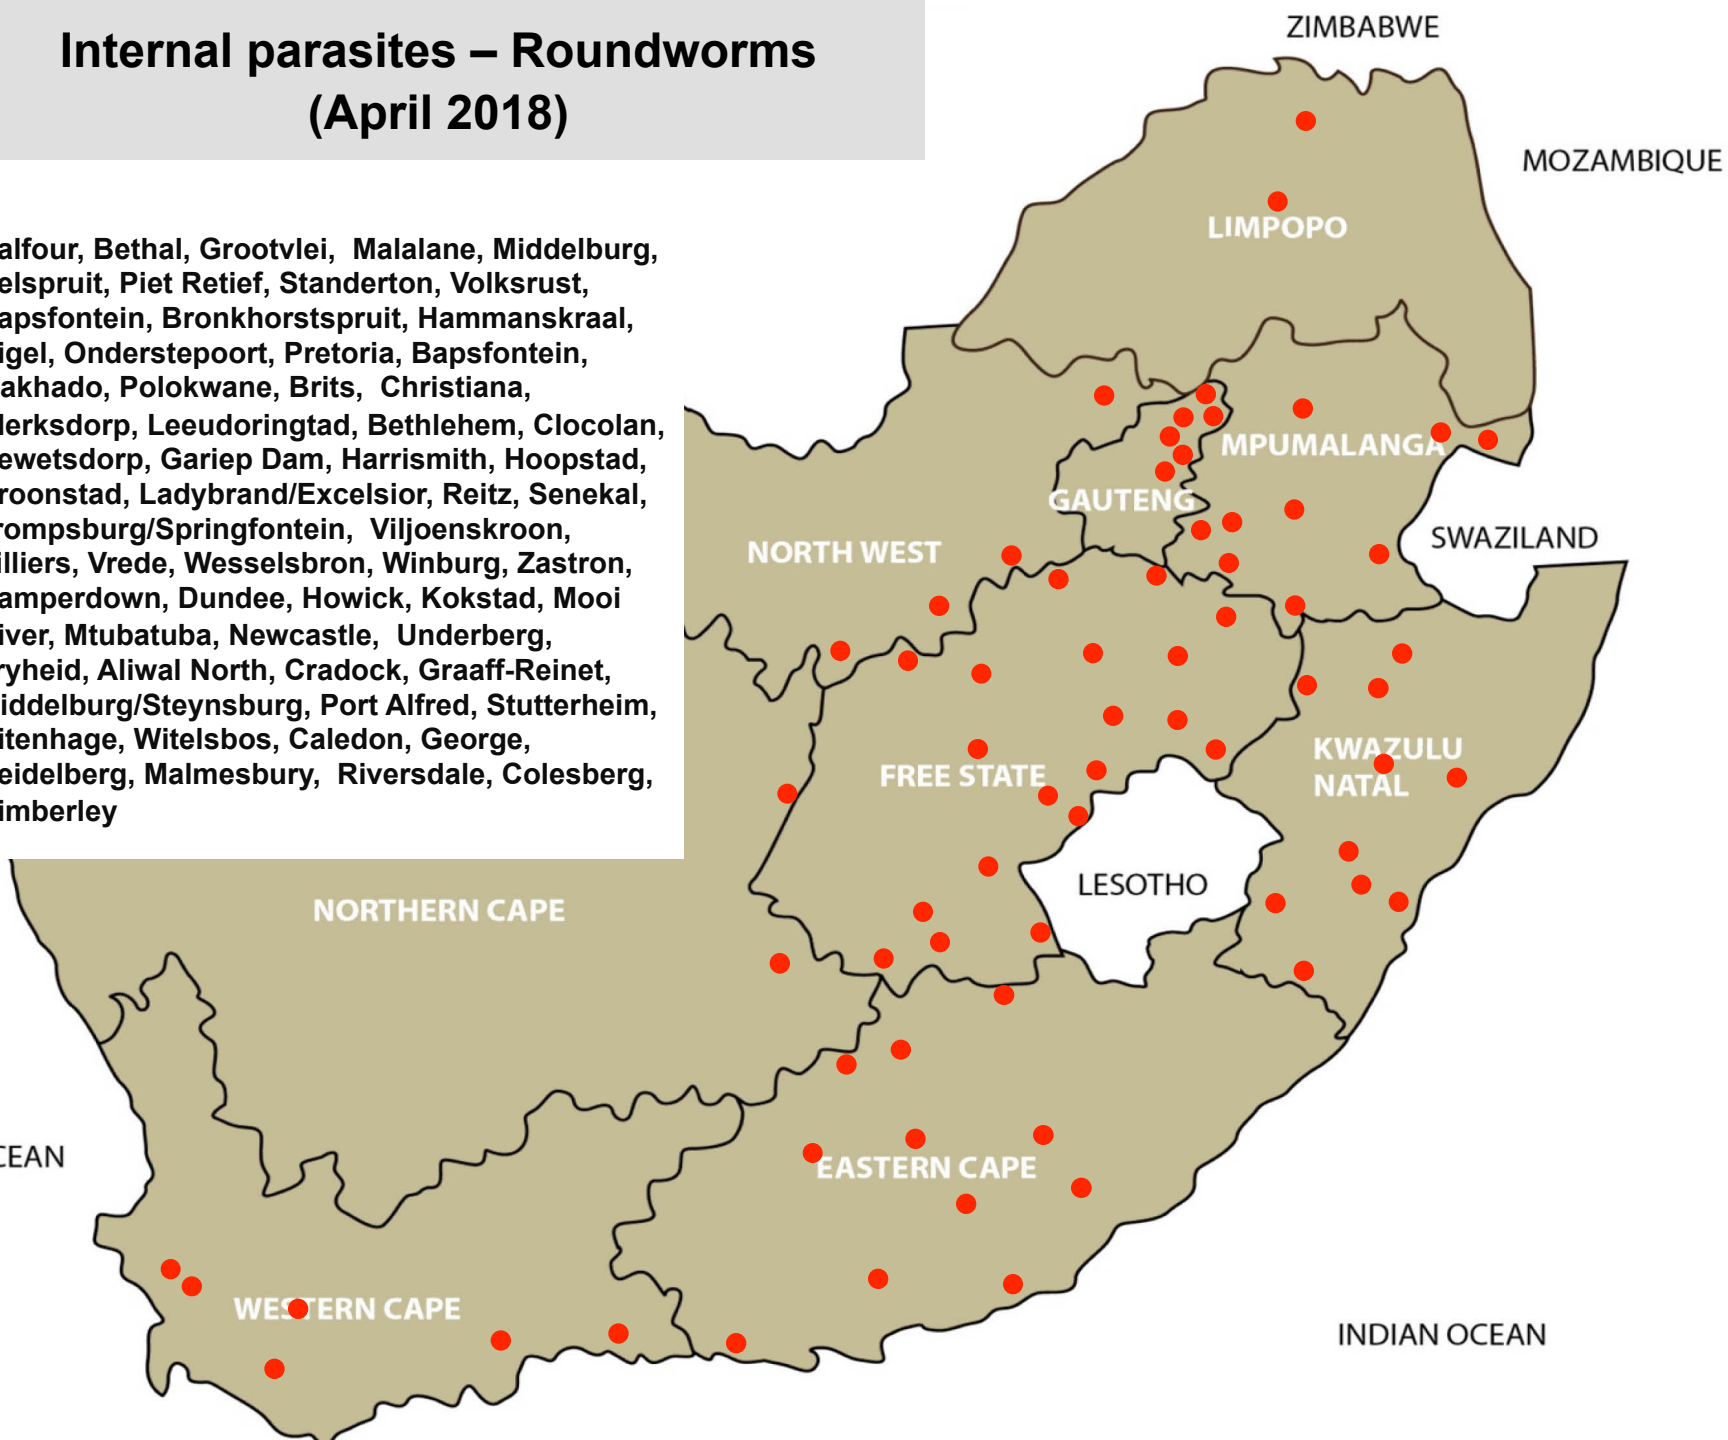 Internal parasites – Roundworms
(April 2018)
alfour, Bethal, Grootvlei, Malalane, Middelburg,
elspruit, Piet Retief, Standerton, Volksrust,
apsfontein, Bronkhorstspruit, Hammanskraal,
igel, Onderstepoort, Pretoria, Bapsfontein,
akhado, Polokwane, Brits, Christiana,
lerksdorp, Leeudoringtad, Bethlehem, Clocolan,
ewetsdorp, Gariep Dam, Harrismith, Hoopstad,
roonstad, Ladybrand/Excelsior, Reitz, Senekal,
rompsburg/Springfontein, Viljoenskroon,
illiers, Vrede, Wesselsbron, Winburg, Zastron,
amperdown, Dundee, Howick, Kokstad, Mooi
iver, Mtubatuba, Newcastle, Underberg,
ryheid, Aliwal North, Cradock, Graaff-Reinet,
iddelburg/Steynsburg, Port Alfred, Stutterheim,
itenhage, Witelsbos, Caledon, George,
eidelberg, Malmesbury, Riversdale, Colesberg,
imberley
ZIMBABWE
MOZAMBIQUE
LIMPOPO
MPUMALANGA
GAUTENG
SWAZILAND
NORTH WEST
KWAZULU
NATAL
FREE STATE
LESOTHO
NORTHERN CAPE
CEAN
EASTERN CAPE
WESTERN CAPE
INDIAN OCEAN